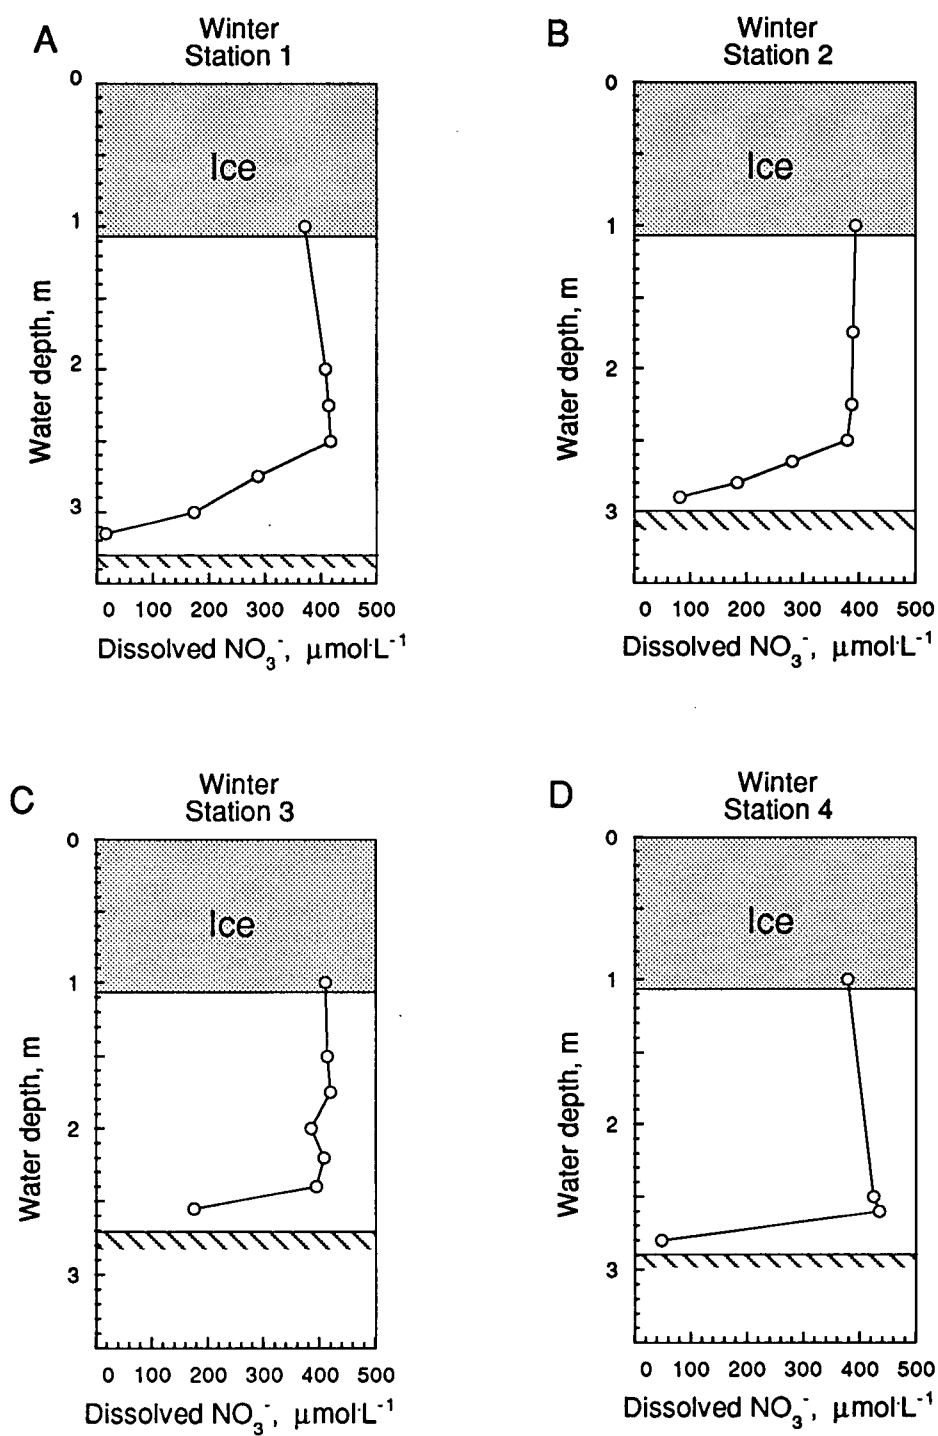 A
Winter
Station 1
0
1
2
3
Ice
Water depth, m
0 100 200 300 400 500
Dissolved NO₃⁻, µmol·L⁻¹
B
Winter
Station 2
0
1
2
3
Ice
Water depth, m
0 100 200 300 400 500
Dissolved NO₃⁻, µmol·L⁻¹
C
Winter
Station 3
0
1
2
3
Ice
Water depth, m
0 100 200 300 400 500
Dissolved NO₃⁻, µmol·L⁻¹
D
Winter
Station 4
0
1
2
3
Ice
Water depth, m
0 100 200 300 400 500
Dissolved NO₃⁻, µmol·L⁻¹